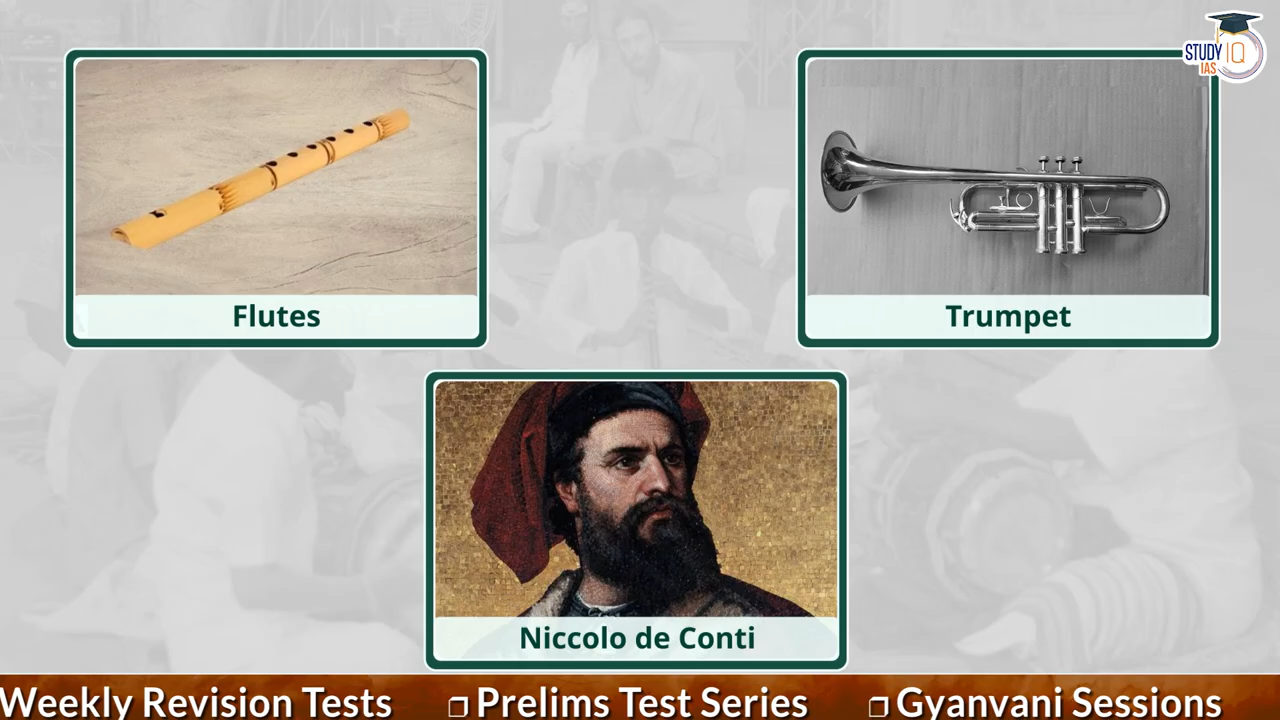 STUDY IQ
IAS
Flutes
Trumpet
Niccolo de Conti
Weekly Revision Tests ❒ Prelims Test Series ❒ Gyanvani Sessions